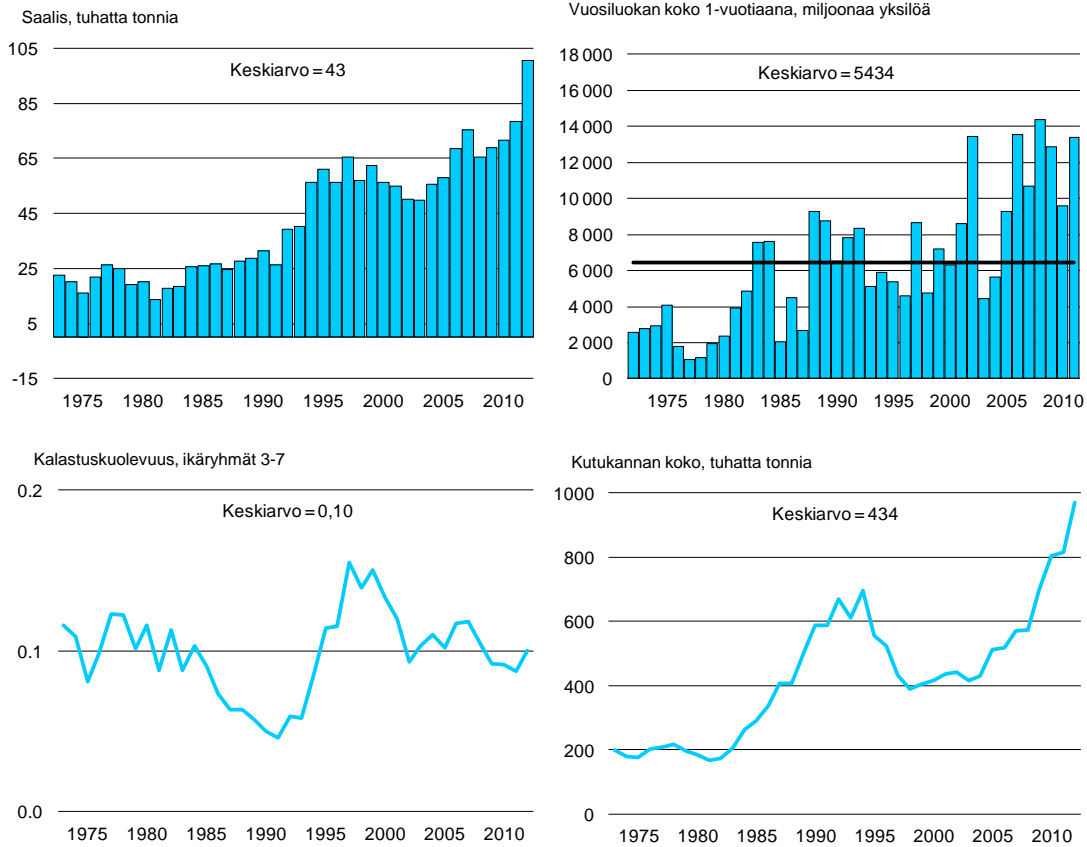 Saalis, tuhatta tonnia
Keskiarvo = 43
105
85
65
45
25
5
-15
1975 1980 1985 1990 1995 2000 2005 2010
Vuosiluokan koko 1-vuotiaana, miljoonaa yksilöä
Keskiarvo = 5434
18 000
16 000
14 000
12 000
10 000
8 000
6 000
4 000
2 000
0
1975 1980 1985 1990 1995 2000 2005 2010
Kalastuskuolevuus, ikäryhmät 3-7
Keskiarvo = 0,10
0.2
0.1
0.0
1975 1980 1985 1990 1995 2000 2005 2010
Kutukannan koko, tuhatta tonnia
Keskiarvo = 434
1000
800
600
400
200
0
1975 1980 1985 1990 1995 2000 2005 2010